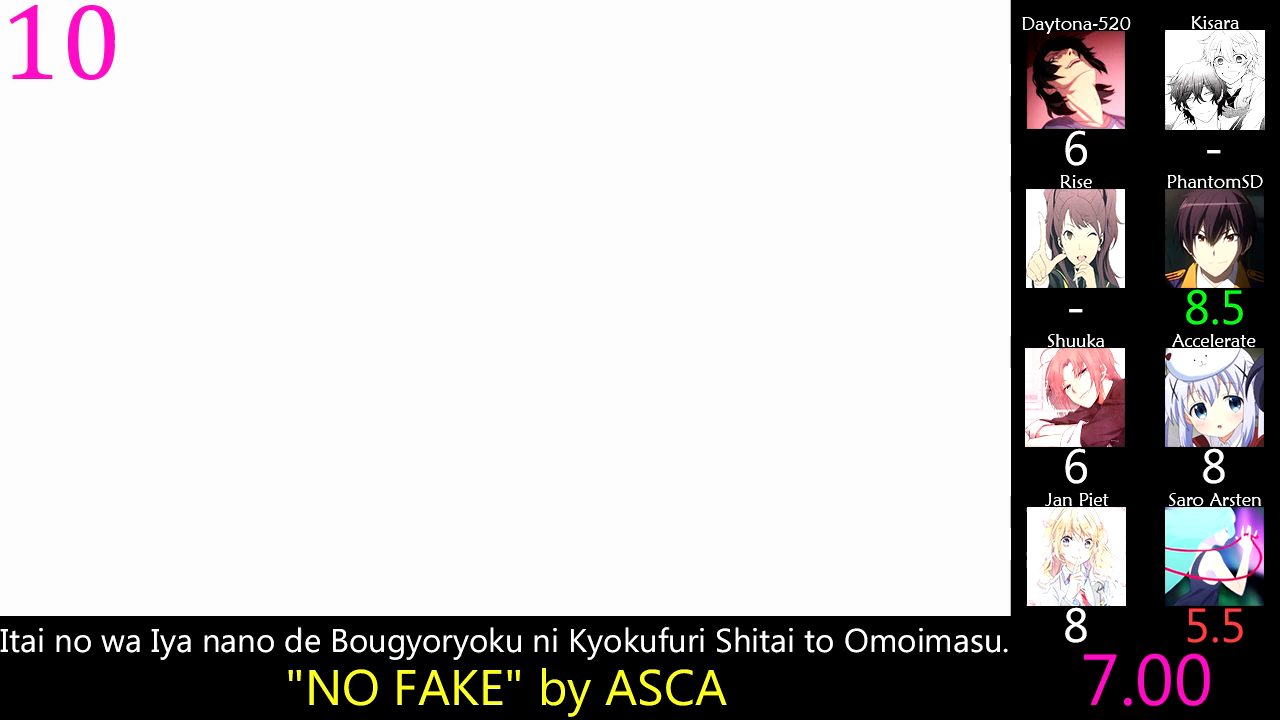 10
Daytona-520
Kisara
6
-
Rise
PhantomSD
-
8.5
Shuuka
Accelerate
6
8
Jan Piet
Saro Arsten
8
5.5
Itai no wa Iya nano de Bougyoryoku ni Kyokufuri Shitai to Omoimasu.
"NO FAKE" by ASCA
7.00